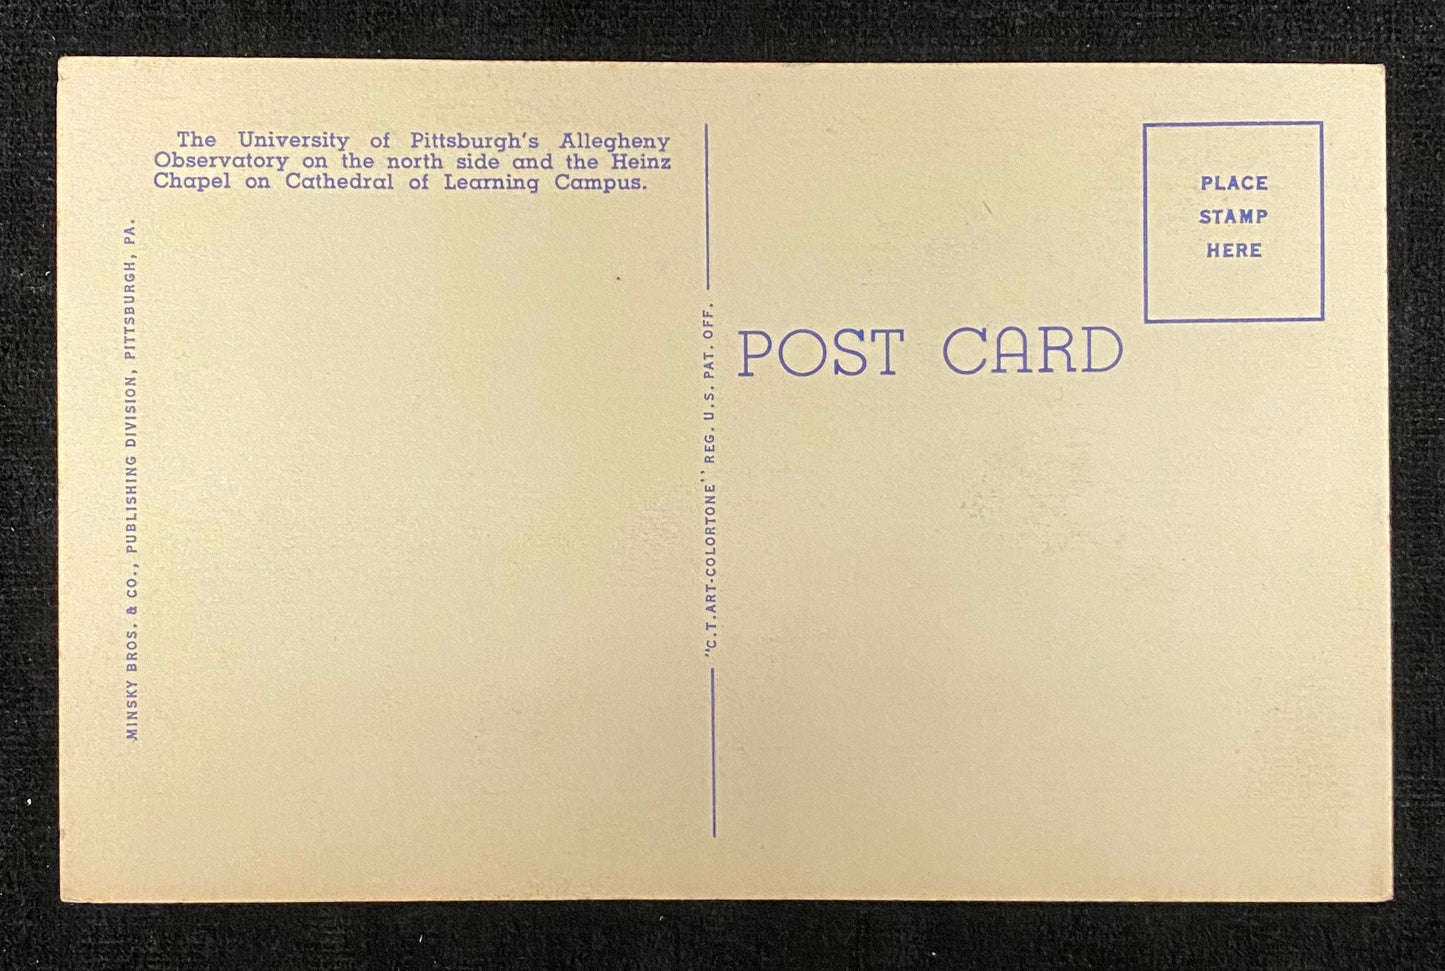 The University of Pittsburgh's Allegheny
Observatory on the north side and the Heinz
Chapel on Cathedral of Learning Campus.
MINSKY BROS. & CO., PUBLISHING DIVISION, PITTSBURGH, PA.
"C.T.ART-COLORTONE" REG. U.S. PAT. OFF.
POST CARD
PLACE
STAMP
HERE